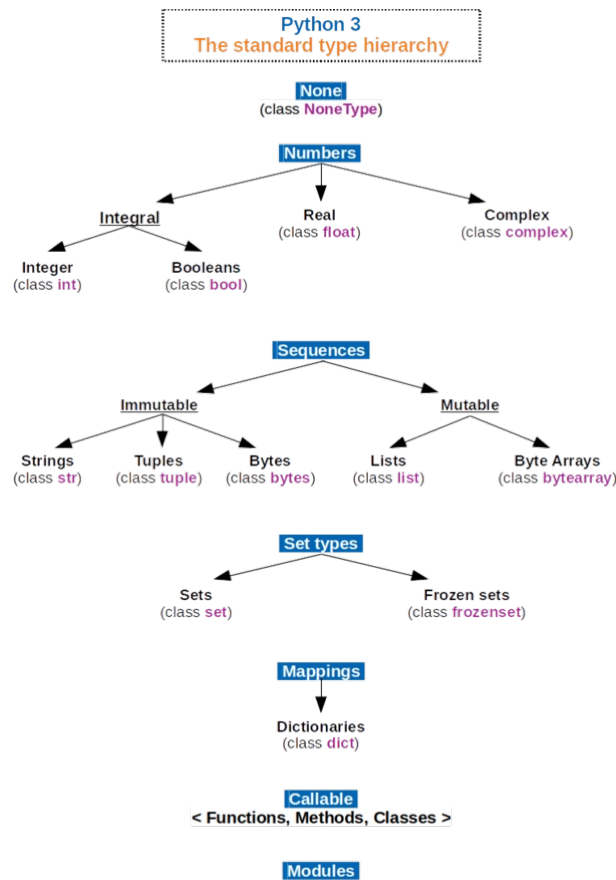 Python 3
The standard type hierarchy
None
(class NoneType)
Numbers
Integral
Real
(class float)
Complex
(class complex)
Integer
(class int)
Booleans
(class bool)
Sequences
Immutable
Mutable
Strings
(class str)
Tuples
(class tuple)
Bytes
(class bytes)
Lists
(class list)
Byte Arrays
(class bytearray)
Set types
Sets
(class set)
Frozen sets
(class frozenset)
Mappings
Dictionaries
(class dict)
Callable
< Functions, Methods, Classes >
Modules